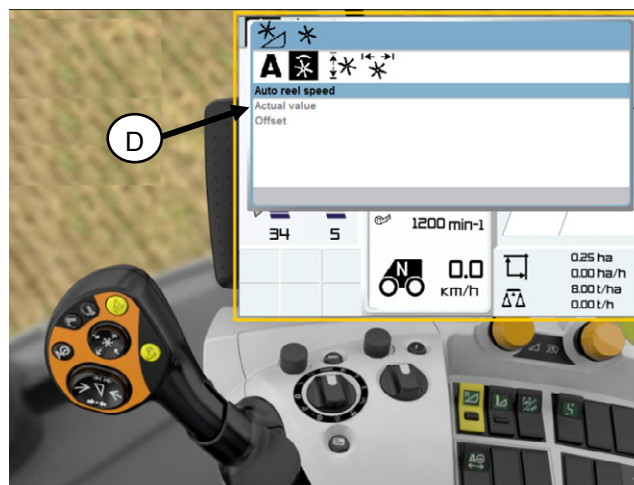 A
Auto reel speed
Actual value
Offset
D
34 5
1200 min-1
N
0.0
km/h
0.25 ha
0.00 ha/h
8.00 t/ha
0.00 t/h